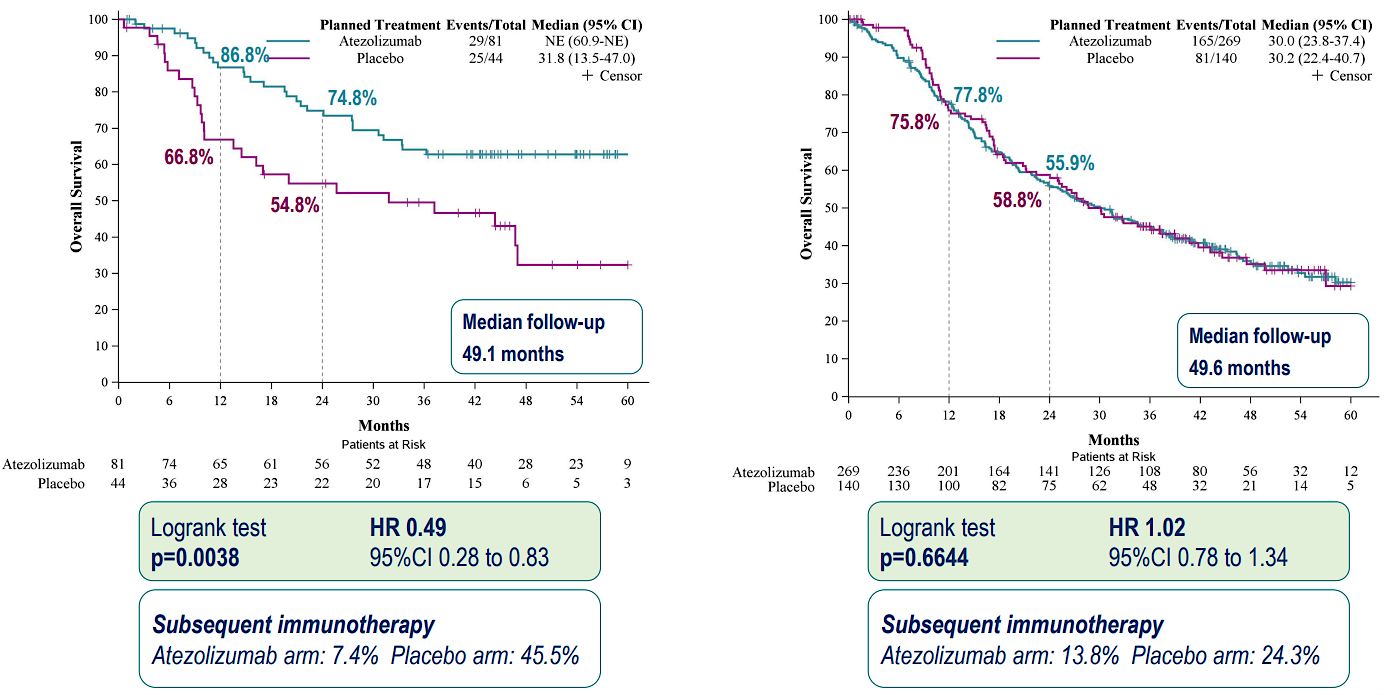 Planned Treatment Events/Total Median (95% CI)
Atezolizumab 29/81 NE (60.9-NE)
Placebo 25/44 31.8 (13.5-47.0)
+ Censor
100
90
80
70
60
50
40
30
20
10
0
Overall Survival
86.8%
74.8%
66.8%
54.8%
Median follow-up
49.1 months
0 6 12 18 24 30 36 42 48 54 60
Months
Patients at Risk
Atezolizumab 81 74 65 61 56 52 48 40 28 23 9
Placebo 44 36 28 23 22 20 17 15 6 5 3
Logrank test HR 0.49
p=0.0038 95%CI 0.28 to 0.83
Subsequent immunotherapy
Atezolizumab arm: 7.4% Placebo arm: 45.5%
Planned Treatment Events/Total Median (95% CI)
Atezolizumab 165/269 30.0 (23.8-37.4)
Placebo 81/140 30.2 (22.4-40.7)
+ Censor
100
90
80
70
60
50
40
30
20
10
0
Overall Survival
77.8%
75.8%
55.9%
58.8%
Median follow-up
49.6 months
0 6 12 18 24 30 36 42 48 54 60
Months
Patients at Risk
Atezolizumab 269 236 201 164 141 126 108 80 56 32 12
Placebo 140 130 100 82 75 62 48 32 21 14 5
Logrank test HR 1.02
p=0.6644 95%CI 0.78 to 1.34
Subsequent immunotherapy
Atezolizumab arm: 13.8% Placebo arm: 24.3%